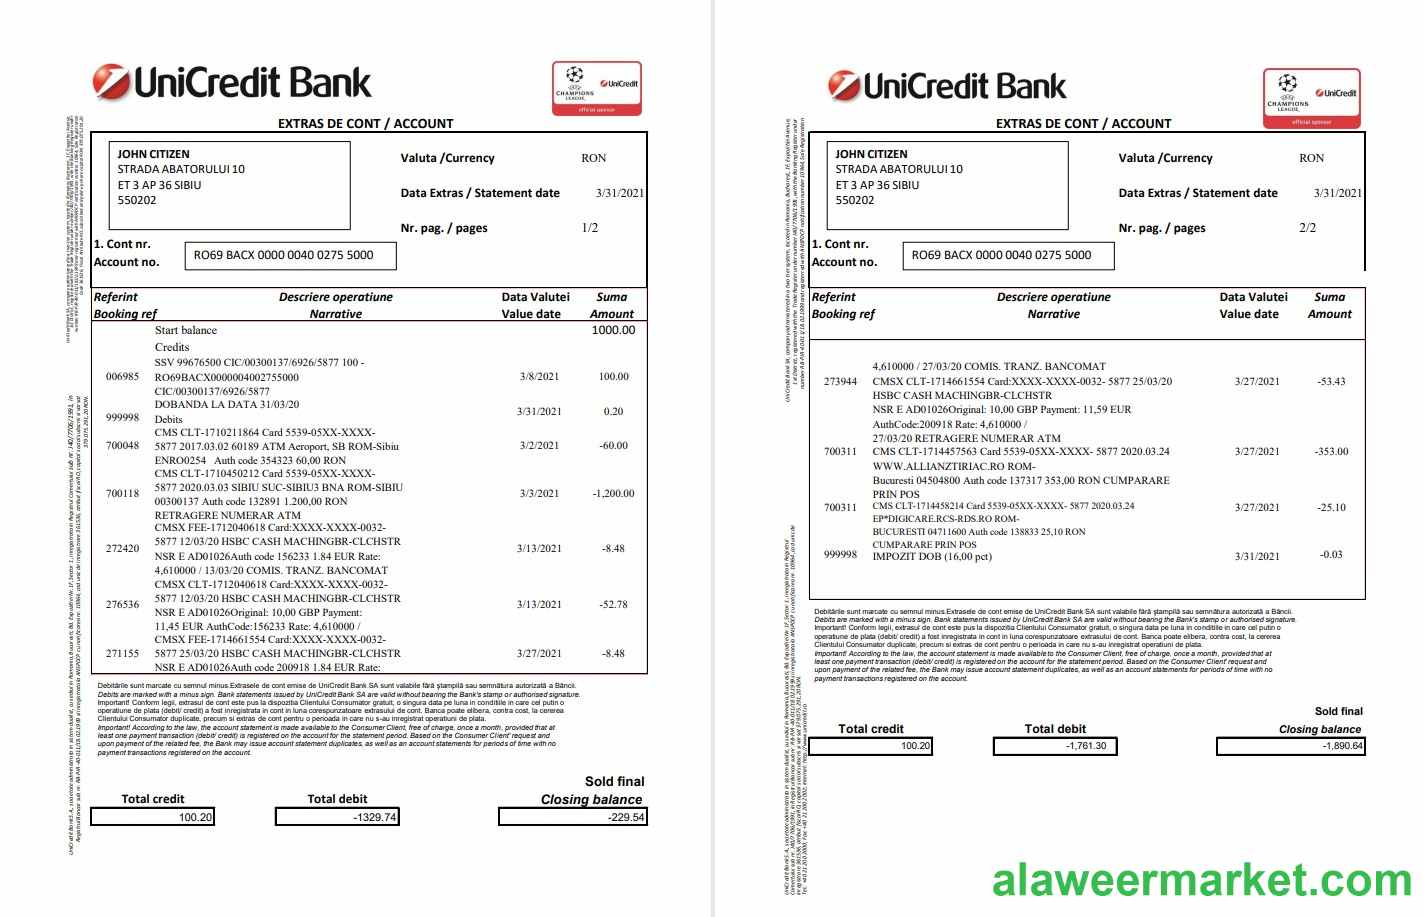 UniCredit Bank
CHAMPIONS
LEAGUE
UniCredit
official sponsor
EXTRAS DE CONT / ACCOUNT
JOHN CITIZEN
STRADA ABATORULUI 10
ET 3 AP 36 SIBIU
550202
Valuta /Currency RON
Data Extras / Statement date 3/31/2021
Nr. pag. / pages 1/2
1. Cont nr.
Account no.
RO69 BACX 0000 0040 0275 5000
Referint Descriere operatiune Data Valutei Suma
Booking ref Narrative Value date Amount
Start balance 1000.00
Credits
SSV 99676500 CIC/00300137/6926/5877 100 -
006985 RO69BACX0000004002755000 3/8/2021 100.00
CIC/00300137/6926/5877
DOBANDA LA DATA 31/03/20
999998 3/31/2021 0.20
Debits
CMS CLT-1710211864 Card 5539-05XX-XXXX-
700048 5877 2017.03.02 60189 ATM Aeroport, SB ROM-Sibiu 3/2/2021 -60.00
ENRO0254 Auth code 354323 60,00 RON
CMS CLT-1710450212 Card 5539-05XX-XXXX-
700118 5877 2020.03.03 SIBIU SUC-SIBIU3 BNA ROM-SIBIU 3/3/2021 -1,200.00
00300137 Auth code 132891 1.200,00 RON
RETRAGERE NUMERAR ATM
CMSX FEE-1712040618 Card:XXXX-XXXX-0032-
5877 12/03/20 HSBC CASH MACHINGBR-CLCHSTR
272420 3/13/2021 -8.48
NSR E AD01026Auth code 156233 1.84 EUR Rate:
4,610000 / 13/03/20 COMIS. TRANZ. BANCOMAT
CMSX CLT-1712040618 Card:XXXX-XXXX-0032-
5877 12/03/20 HSBC CASH MACHINGBR-CLCHSTR
276536 3/13/2021 -52.78
NSR E AD01026Original: 10,00 GBP Payment:
11,45 EUR AuthCode:156233 Rate: 4,610000 /
CMSX FEE-1714661554 Card:XXXX-XXXX-0032-
271155 5877 25/03/20 HSBC CASH MACHINGBR-CLCHSTR 3/27/2021 -8.48
NSR E AD01026Auth code 200918 1.84 EUR Rate:
Debitările sunt marcate cu semnul minus.Extrasele de cont emise de UniCredit Bank SA sunt valabile fără ştampilă sau semnătura autorizată a Băncii.
Debits are marked with a minus sign. Bank statements issued by UniCredit Bank SA are valid without bearing the Bank's stamp or authorised signature.
Important! Conform legii, extrasul de cont este pus la dispozitia Clientului Consumator gratuit, o singura data pe luna in conditiile in care cel putin o
operatiune de plata (debit/ credit) a fost inregistrata in cont in luna corespunzatoare extrasului de cont. Banca poate elibera, contra cost, la cererea
Clientului Consumator duplicate, precum si extras de cont pentru o perioada in care nu s-au inregistrat operatiuni de plata.
Important! According to the law, the account statement is made available to the Consumer Client, free of charge, once a month, provided that at
least one payment transaction (debit/ credit) is registered on the account for the statement period. Based on the Consumer Client' request and
upon payment of the related fee, the Bank may issue account statement duplicates, as well as account statements for periods of time with no
payment transactions registered on the account.
Sold final
Total credit Total debit Closing balance
100.20 -1329.74 -229.54
UniCredit Bank
CHAMPIONS
LEAGUE
UniCredit
official sponsor
EXTRAS DE CONT / ACCOUNT
JOHN CITIZEN
STRADA ABATORULUI 10
ET 3 AP 36 SIBIU
550202
Valuta /Currency RON
Data Extras / Statement date 3/31/2021
Nr. pag. / pages 2/2
1. Cont nr.
Account no.
RO69 BACX 0000 0040 0275 5000
Referint Descriere operatiune Data Valutei Suma
Booking ref Narrative Value date Amount
4,610000 / 27/03/20 COMIS. TRANZ. BANCOMAT
273944 CMSX CLT-1714661554 Card:XXXX-XXXX-0032- 5877 25/03/20 3/27/2021 -53.43
HSBC CASH MACHINGBR-CLCHSTR
NSR E AD01026Original: 10,00 GBP Payment: 11,59 EUR
AuthCode:200918 Rate: 4,610000 /
27/03/20 RETRAGERE NUMERAR ATM
700311 CMS CLT-1714457563 Card 5539-05XX-XXXX- 5877 2020.03.24 3/27/2021 -353.00
WWW.ALLIANZTIRIAC.RO ROM-
Bucuresti 04504800 Auth code 137317 353,00 RON CUMPARARE
PRIN POS
700311 CMS CLT-1714458214 Card 5539-05XX-XXXX- 5877 2020.03.24 3/27/2021 -25.10
EP*DIGICARE.RCS-RDS.RO ROM-
BUCURESTI 04711600 Auth code 138833 25,10 RON
CUMPARARE PRIN POS
999998 IMPOZIT DOB (16,00 pct) 3/31/2021 -0.03
Debitările sunt marcate cu semnul minus.Extrasele de cont emise de UniCredit Bank SA sunt valabile fără ştampilă sau semnătura autorizată a Băncii.
Debits are marked with a minus sign. Bank statements issued by UniCredit Bank SA are valid without bearing the Bank's stamp or authorised signature.
Important! Conform legii, extrasul de cont este pus la dispozitia Clientului Consumator gratuit, o singura data pe luna in conditiile in care cel putin o
operatiune de plata (debit/ credit) a fost inregistrata in cont in luna corespunzatoare extrasului de cont. Banca poate elibera, contra cost, la cererea
Clientului Consumator duplicate, precum si extras de cont pentru o perioada in care nu s-au inregistrat operatiuni de plata.
Important! According to the law, the account statement is made available to the Consumer Client, free of charge, once a month, provided that at
least one payment transaction (debit/ credit) is registered on the account for the statement period. Based on the Consumer Client' request and
upon payment of the related fee, the Bank may issue account statement duplicates, as well as account statements for periods of time with no
payment transactions registered on the account.
Sold final
Total credit Total debit Closing balance
100.20 -1,761.30 -1,890.64
alaweermarket.com